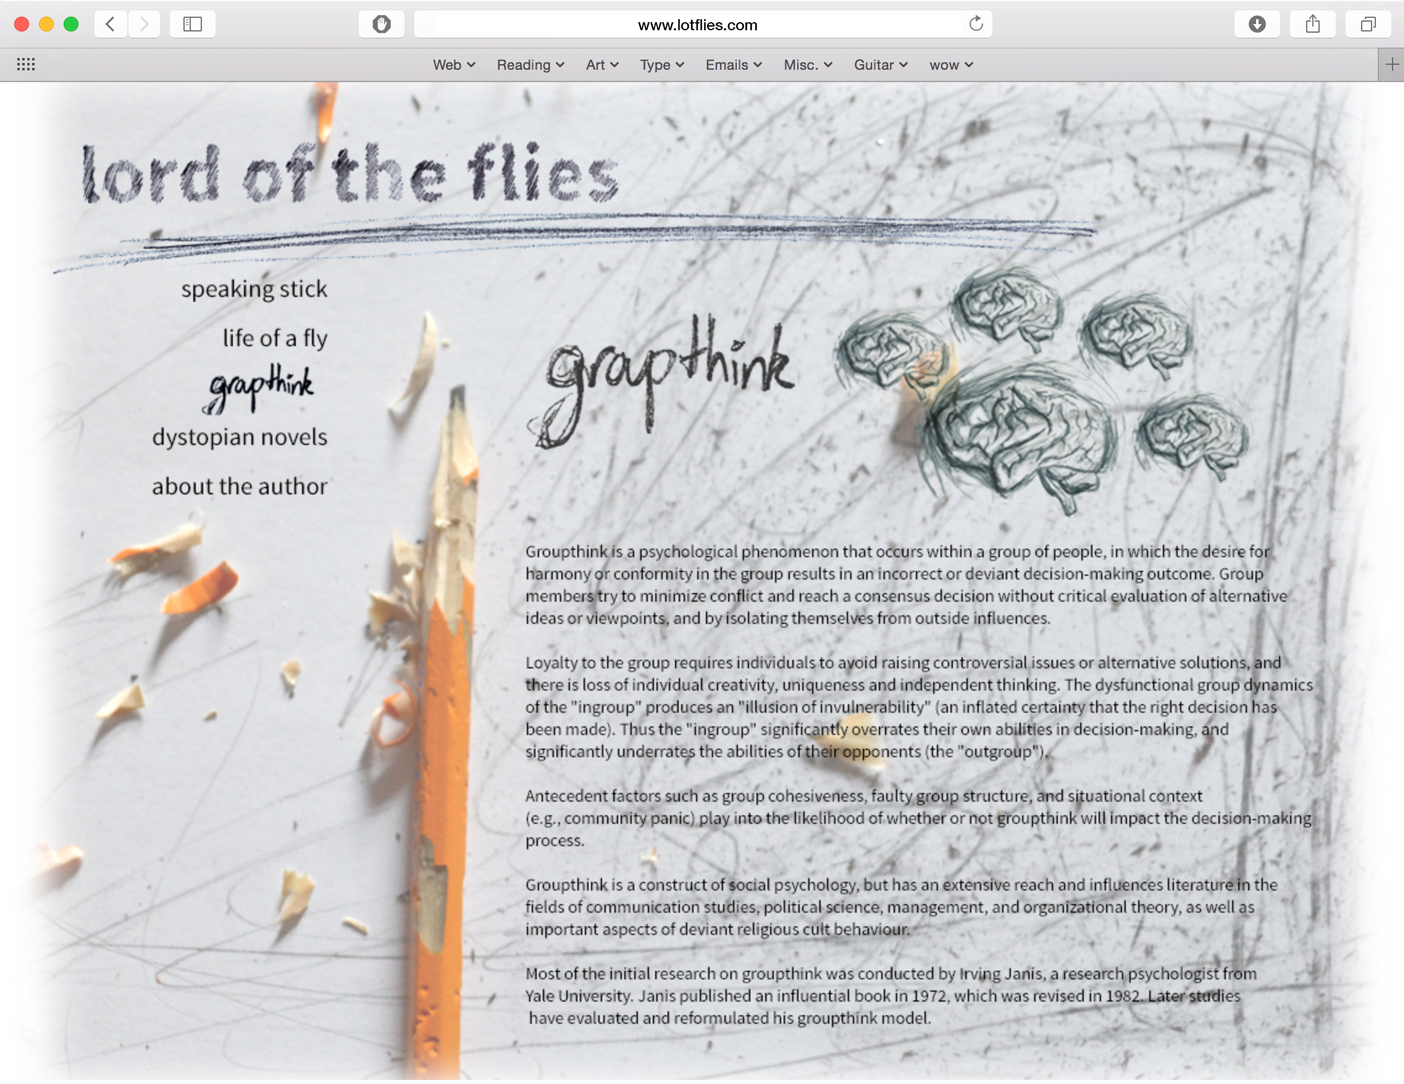 www.lotflies.com
Web Reading Art Type Emails Misc. Guitar wow
lord of the flies
speaking stick
life of a fly
grapthink
dystopian novels
about the author
grapthink
Groupthink is a psychological phenomenon that occurs within a group of people, in which the desire for
harmony or conformity in the group results in an incorrect or deviant decision-making outcome. Group
members try to minimize conflict and reach a consensus decision without critical evaluation of alternative
ideas or viewpoints, and by isolating themselves from outside influences.
Loyalty to the group requires individuals to avoid raising controversial issues or alternative solutions, and
there is loss of individual creativity, uniqueness and independent thinking. The dysfunctional group dynamics
of the "ingroup" produces an "illusion of invulnerability" (an inflated certainty that the right decision has
been made). Thus the "ingroup" significantly overrates their own abilities in decision-making, and
significantly underrates the abilities of their opponents (the "outgroup").
Antecedent factors such as group cohesiveness, faulty group structure, and situational context
(e.g., community panic) play into the likelihood of whether or not groupthink will impact the decision-making
process.
Groupthink is a construct of social psychology, but has an extensive reach and influences literature in the
fields of communication studies, political science, management, and organizational theory, as well as
important aspects of deviant religious cult behaviour.
Most of the initial research on groupthink was conducted by Irving Janis, a research psychologist from
Yale University. Janis published an influential book in 1972, which was revised in 1982. Later studies
have evaluated and reformulated his groupthink model.